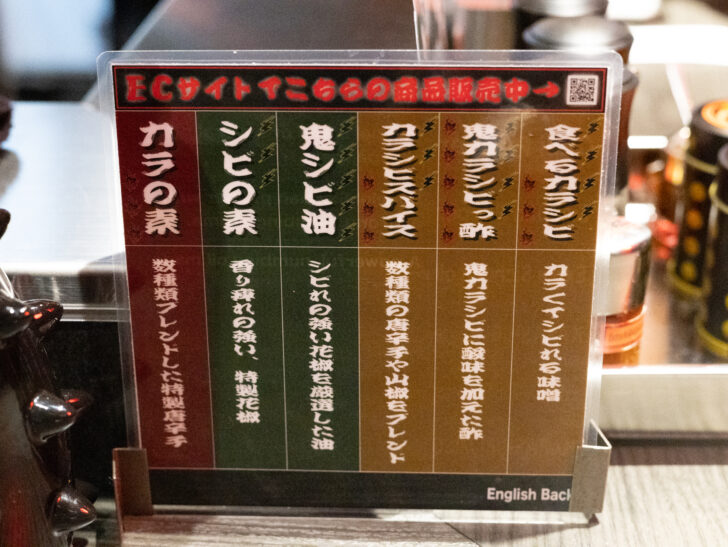 ECサイトでこちらの商品販売中→
食べるカラシビ
カラくてシビれる味噌
鬼カラシビっ酢
鬼カラシビに酸味を加えた酢
カラシビスパイス
数種類の唐辛子や山椒をブレンド
鬼シビ油
シビれの強い花椒を厳選した油
シビの素
香り痺れの強い、特製花椒
カラの素
数種類ブレンドした特製唐辛子
English Back